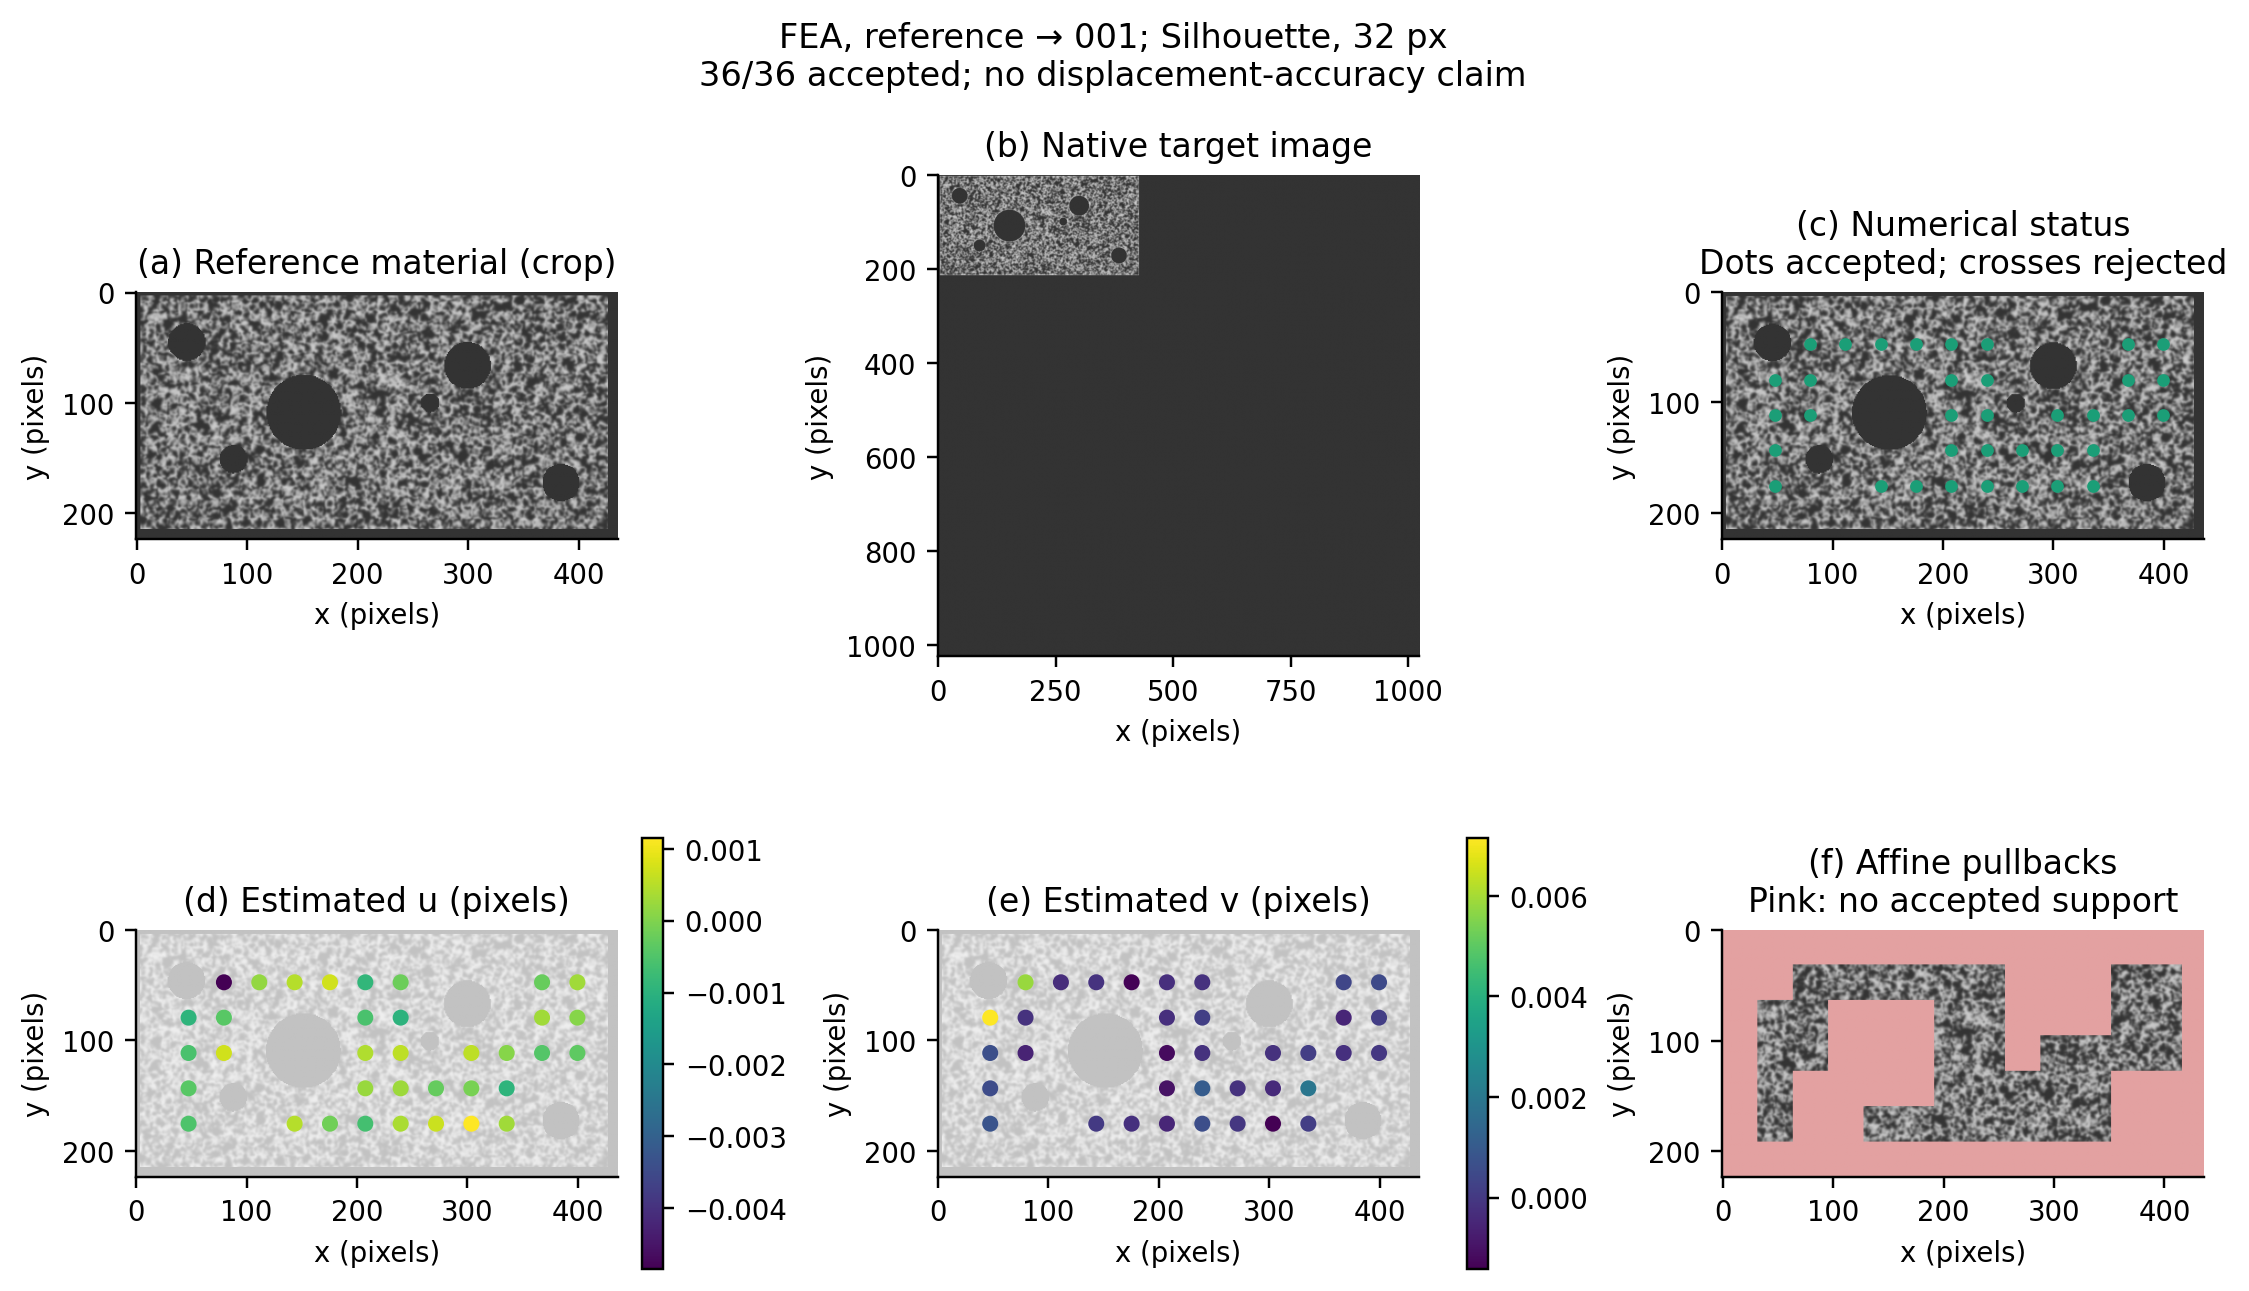 FEA, reference → 001; Silhouette, 32 px
36/36 accepted; no displacement-accuracy claim
(a) Reference material (crop)
0
100
200
y (pixels)
0 100 200 300 400
x (pixels)
(b) Native target image
0
200
400
600
800
1000
y (pixels)
0 250 500 750 1000
x (pixels)
(c) Numerical status
Dots accepted; crosses rejected
0
100
200
y (pixels)
0 100 200 300 400
x (pixels)
(d) Estimated u (pixels)
0
100
200
y (pixels)
0 100 200 300 400
x (pixels)
0.001
0.000
−0.001
−0.002
−0.003
−0.004
(e) Estimated v (pixels)
0
100
200
y (pixels)
0 100 200 300 400
x (pixels)
0.006
0.004
0.002
0.000
(f) Affine pullbacks
Pink: no accepted support
0
100
200
y (pixels)
0 100 200 300 400
x (pixels)